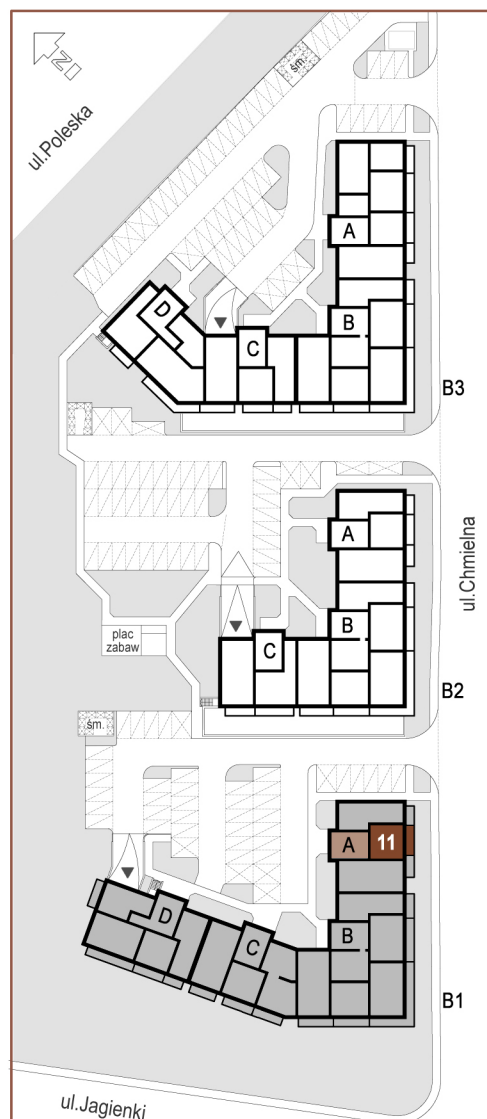 N
ul.Poleska
śm.
A
D
B
C
B3
A
ul.Chmielna
plac
zabaw
B
C
B2
śm.
A
11
D
B
C
B1
ul.Jagienki